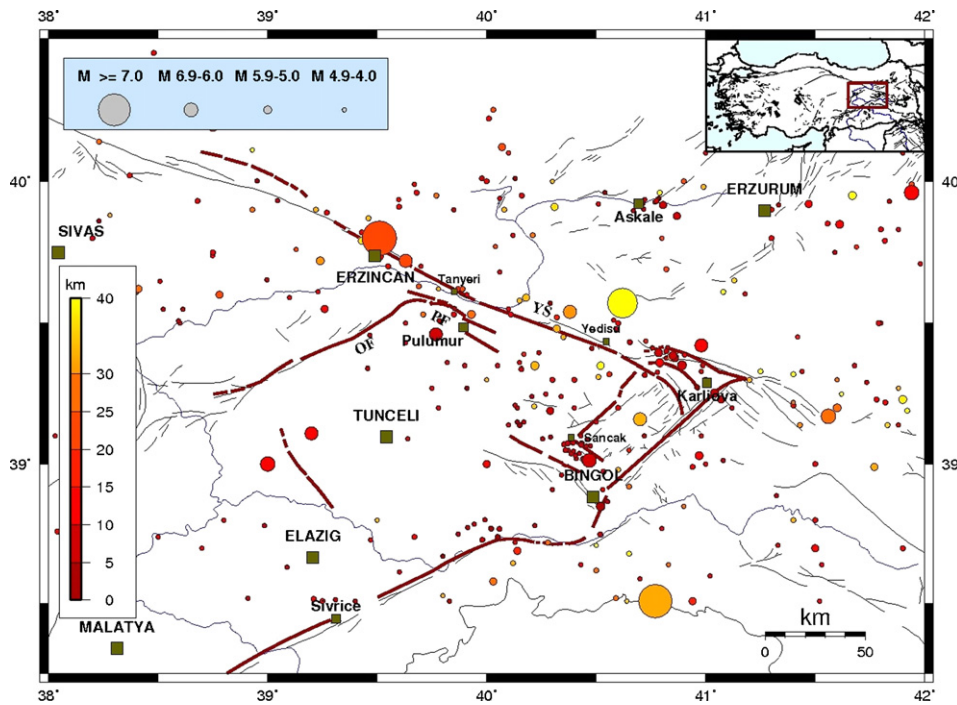 38° 39° 40° 41° 42°
M >= 7.0 M 6.9-6.0 M 5.9-5.0 M 4.9-4.0
40° 40°
ERZURUM
Askale
SIVAS
ERZINCAN
Tanyeri
km
40
30
25
20
15
10
5
0
YS
PF
OF
Pulumur
Yedisu
Karliova
TUNCELI
Sancak
39° 39°
BINGOL
ELAZIG
Sivrice
MALATYA
km
0 50
38° 39° 40° 41° 42°